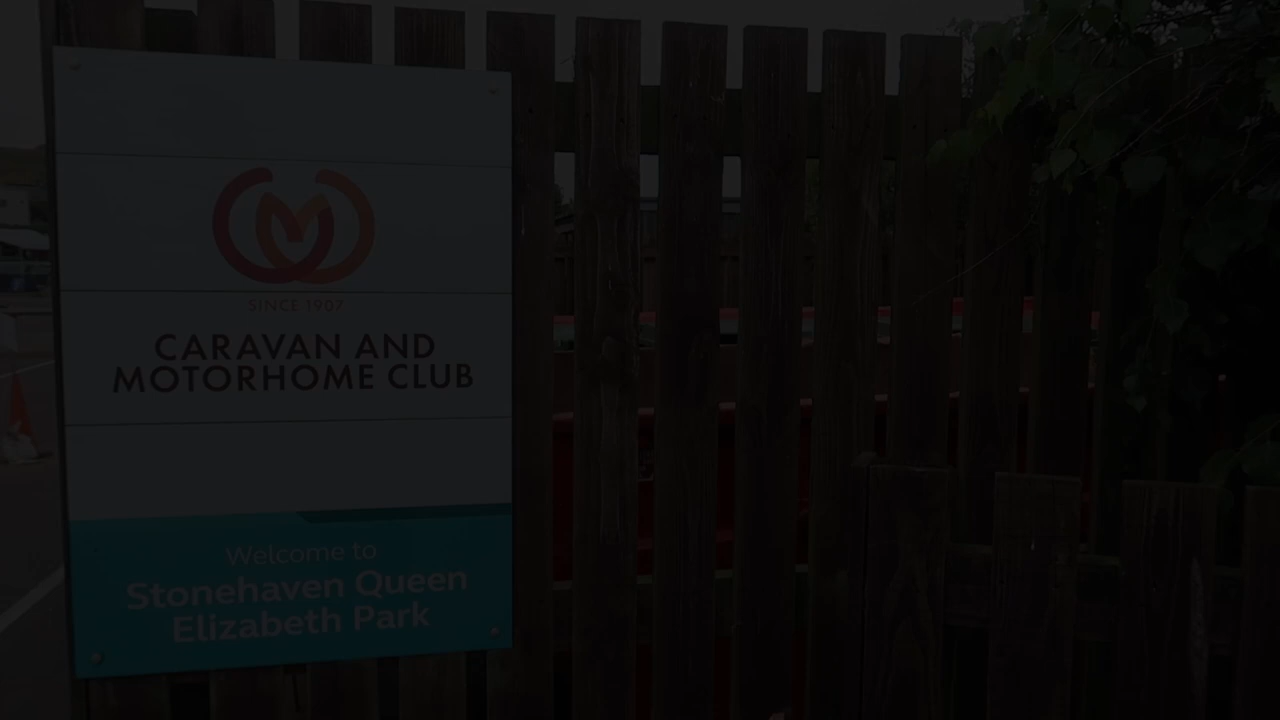 SINCE 1907
CARAVAN AND
MOTORHOME CLUB
Welcome to
Stonehaven Queen
Elizabeth Park